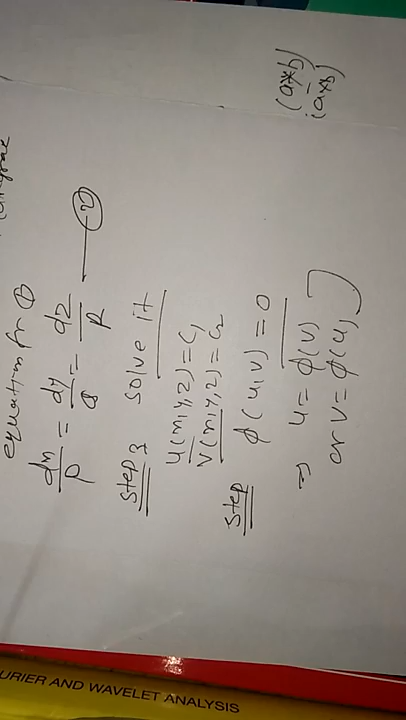 equation for ①
dx/P = dy/Q = dz/R —— ②
Step 3 solve it
u(x,y,z) = c₁
v(x,y,z) = c₂
Step φ(u,v) = 0
⇒ u = φ(v)
or v = φ(u)
(a*b)
(a*b)
URIER AND WAVELET ANALYSIS